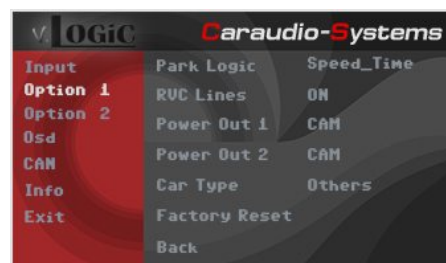 v.LOGiC Caraudio-Systems
Input
Option 1
Option 2
Osd
CAN
Info
Exit
Park Logic Speed_Time
RVC Lines ON
Power Out 1 CAM
Power Out 2 CAM
Car Type Others
Factory Reset
Back